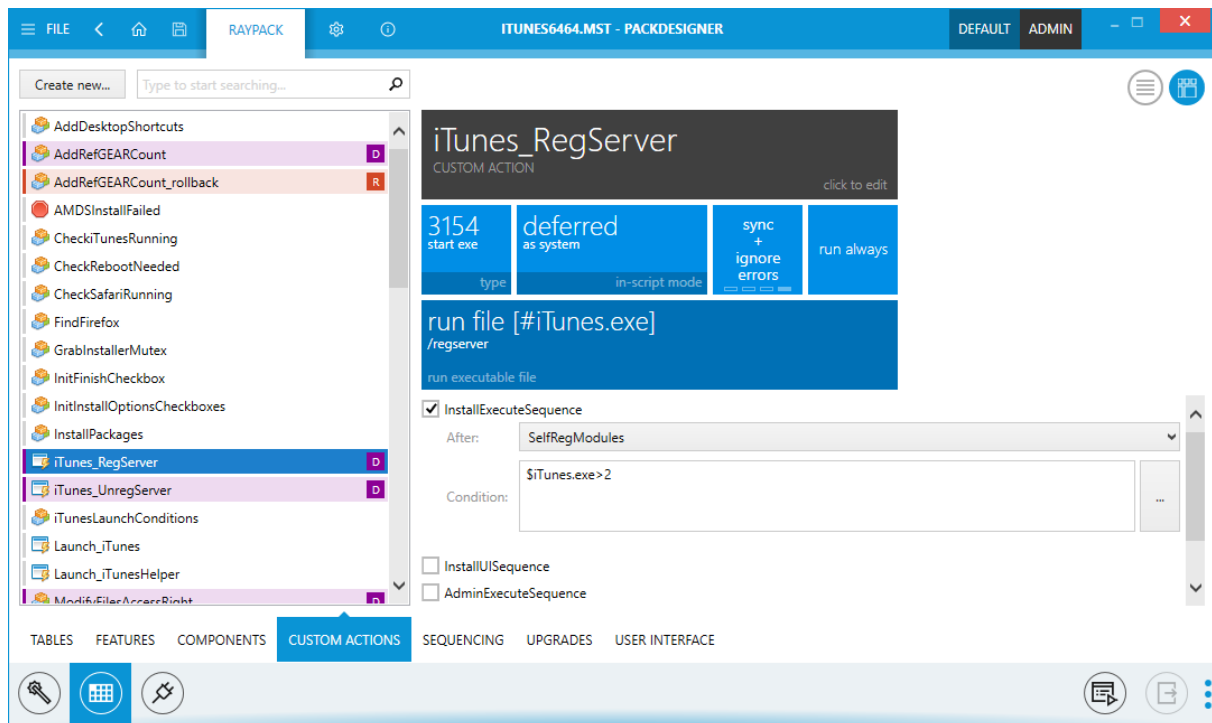 FILE
RAYPACK
ITUNES6464.MST - PACKDESIGNER
DEFAULT
ADMIN
Create new...
Type to start searching...
AddDesktopShortcuts
AddRefGEARCount D
AddRefGEARCount_rollback R
AMDSInstallFailed
CheckiTunesRunning
CheckRebootNeeded
CheckSafariRunning
FindFirefox
GrabInstallerMutex
InitFinishCheckbox
InitInstallOptionsCheckboxes
InstallPackages
iTunes_RegServer D
iTunes_UnregServer D
iTunesLaunchConditions
Launch_iTunes
Launch_iTunesHelper
ModifyFilesAccessRight D
iTunes_RegServer
CUSTOM ACTION
click to edit
3154
start exe
type
deferred
as system
in-script mode
sync
+
ignore
errors
run always
run file [#iTunes.exe]
/regserver
run executable file
InstallExecuteSequence
After: SelfRegModules
Condition: $iTunes.exe>2
...
InstallUISequence
AdminExecuteSequence
TABLES FEATURES COMPONENTS CUSTOM ACTIONS SEQUENCING UPGRADES USER INTERFACE